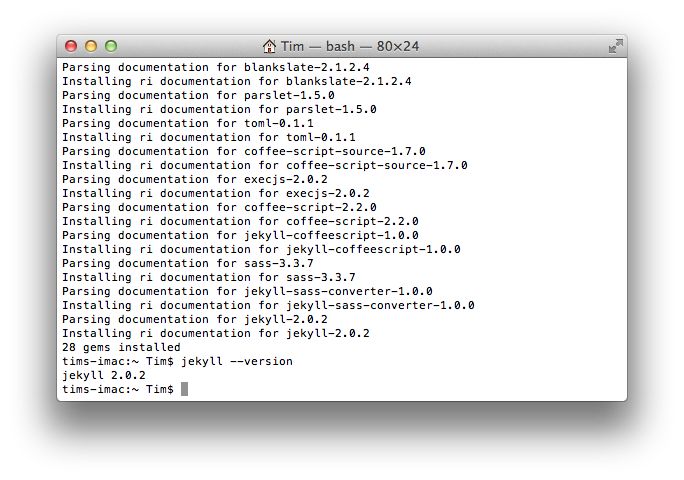 Tim — bash — 80×24
Parsing documentation for blankslate-2.1.2.4
Installing ri documentation for blankslate-2.1.2.4
Parsing documentation for parslet-1.5.0
Installing ri documentation for parslet-1.5.0
Parsing documentation for toml-0.1.1
Installing ri documentation for toml-0.1.1
Parsing documentation for coffee-script-source-1.7.0
Installing ri documentation for coffee-script-source-1.7.0
Parsing documentation for execjs-2.0.2
Installing ri documentation for execjs-2.0.2
Parsing documentation for coffee-script-2.2.0
Installing ri documentation for coffee-script-2.2.0
Parsing documentation for jekyll-coffeescript-1.0.0
Installing ri documentation for jekyll-coffeescript-1.0.0
Parsing documentation for sass-3.3.7
Installing ri documentation for sass-3.3.7
Parsing documentation for jekyll-sass-converter-1.0.0
Installing ri documentation for jekyll-sass-converter-1.0.0
Parsing documentation for jekyll-2.0.2
Installing ri documentation for jekyll-2.0.2
28 gems installed
tims-imac:~ Tim$ jekyll --version
jekyll 2.0.2
tims-imac:~ Tim$